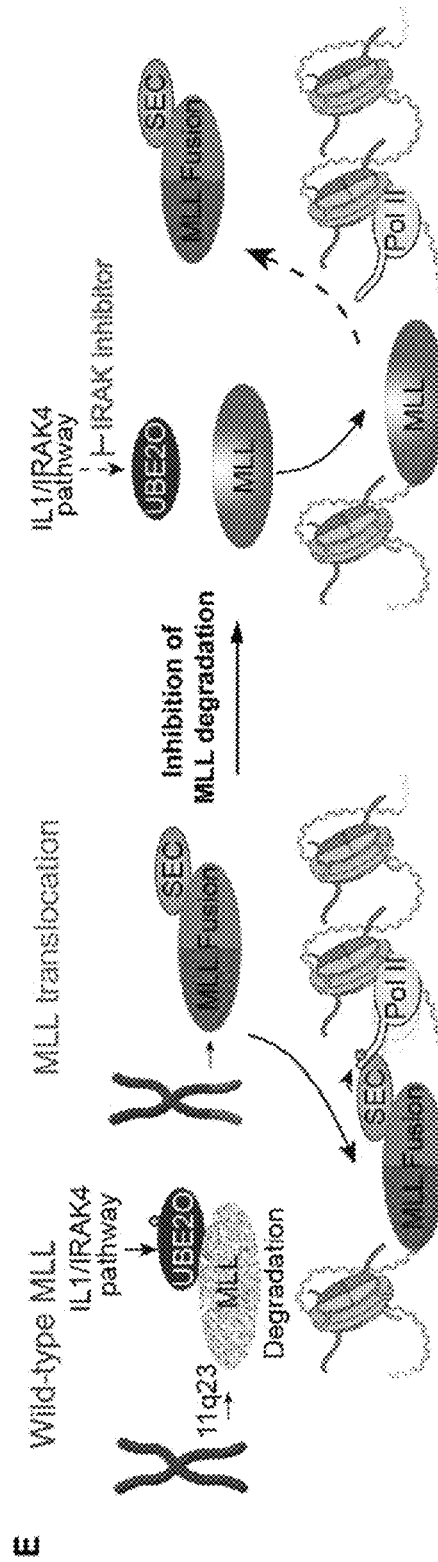 E
Wild-type MLL
MLL translocation
IL1/IRAK4
pathway
UBE2O
11q23
MLL
Degradation
SEC
MLL Fusion
SEC
MLL Fusion
Pol II
Inhibition of
MLL degradation
IL1/IRAK4
pathway
IRAK inhibitor
UBE2O
MLL
SEC
MLL Fusion
MLL
Pol II